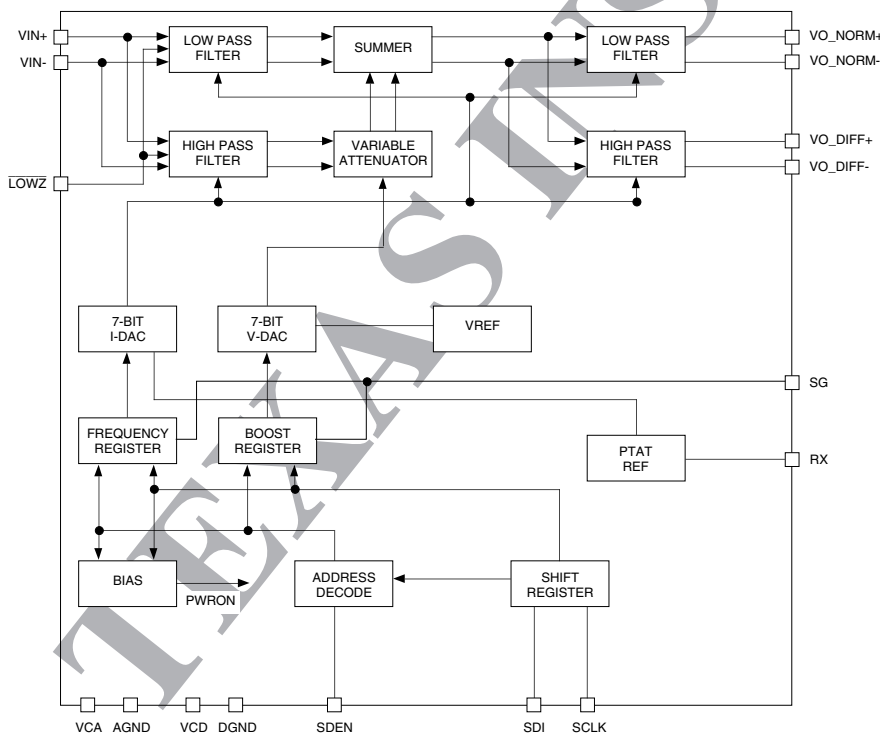 VIN+
VIN-
LOWZ
LOW PASS
FILTER
SUMMER
LOW PASS
FILTER
VO_NORM+
VO_NORM-
HIGH PASS
FILTER
VARIABLE
ATTENUATOR
HIGH PASS
FILTER
VO_DIFF+
VO_DIFF-
7-BIT
I-DAC
7-BIT
V-DAC
VREF
SG
FREQUENCY
REGISTER
BOOST
REGISTER
PTAT
REF
RX
BIAS
PWRON
ADDRESS
DECODE
SHIFT
REGISTER
VCA
AGND
VCD
DGND
SDEN
SDI
SCLK
TEXAS INS